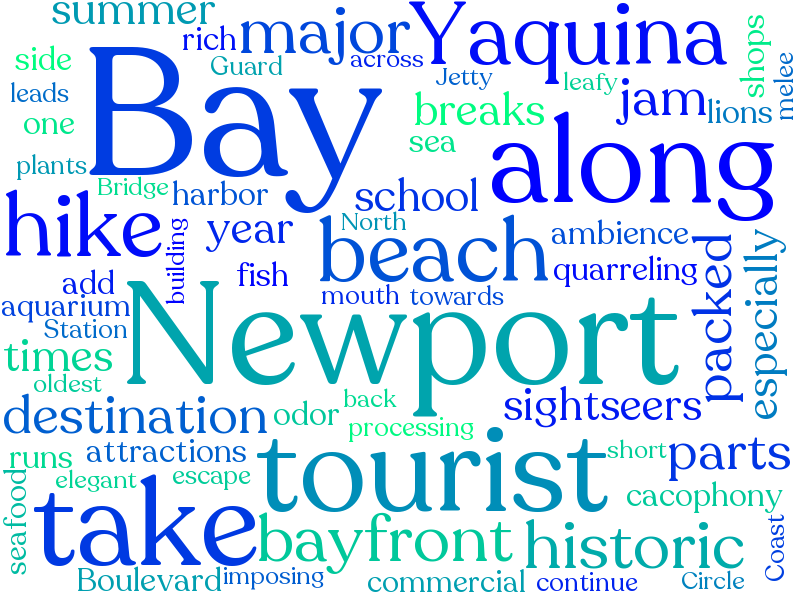 summer
rich
major
Yaquina
side
Guard
across
shops
melee
leads
Bay
Jetty
leafy
jam
lions
one
breaks
sea
along
plants
Bridge
harbor
school
hike
building
year
North
beach
ambience
add
fish
quarreling
packed
especially
aquarium
mouth
towards
Station
Newport
times
oldest
destination
odor
back
processing
sightseers
runs
attractions
tourist
short
parts
seafood
elegant
escape
take
cacophony
bayfront
historic
Coast
Boulevard
imposing
commercial
continue
Circle